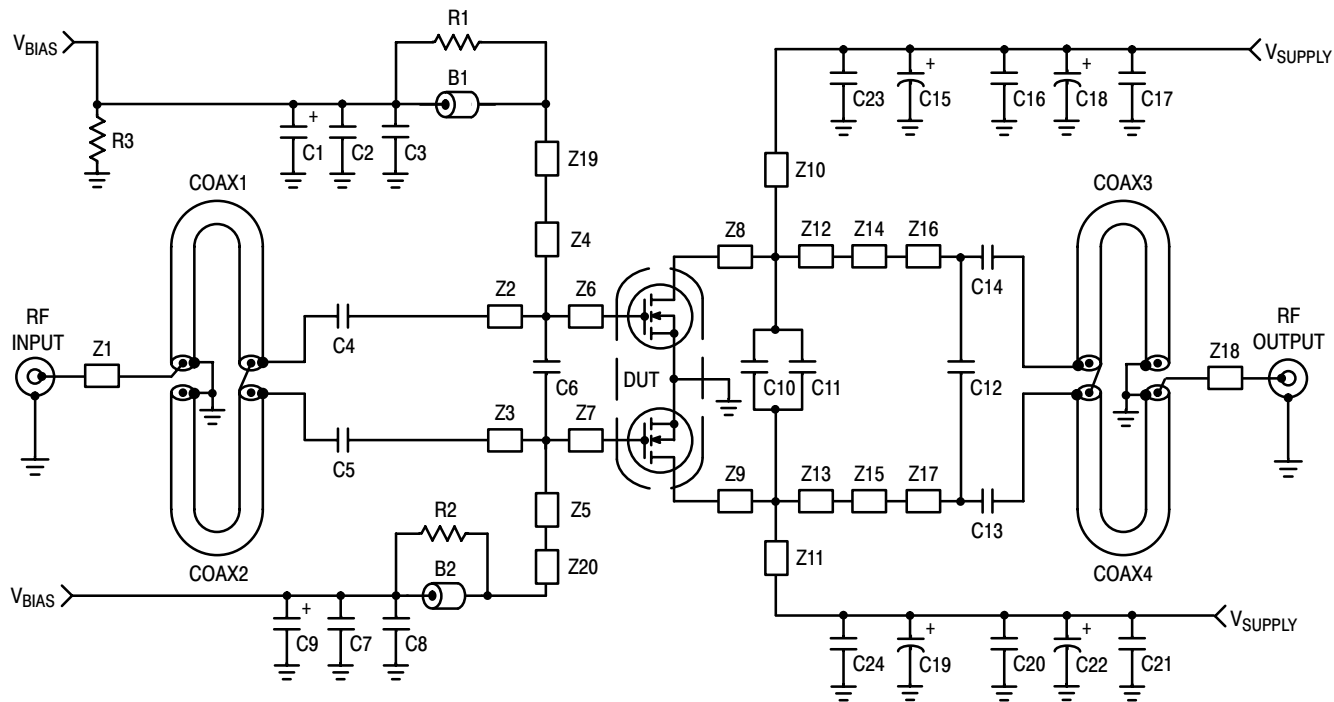 R1
VBIAS
VSUPPLY
B1
C23
+
C15
C16
+
C18
C17
R3
+
C1
C2
C3
Z19
Z10
COAX1
COAX3
Z4
Z8
Z12
Z14
Z16
Z2
Z6
C14
RF
INPUT
Z1
C4
RF
OUTPUT
Z18
C6
DUT
C10
C11
C12
Z3
Z7
C5
Z9
Z13
Z15
Z17
Z5
C13
R2
Z11
COAX2
B2
Z20
COAX4
VBIAS
VSUPPLY
+
C9
C7
C8
C24
+
C19
C20
+
C22
C21